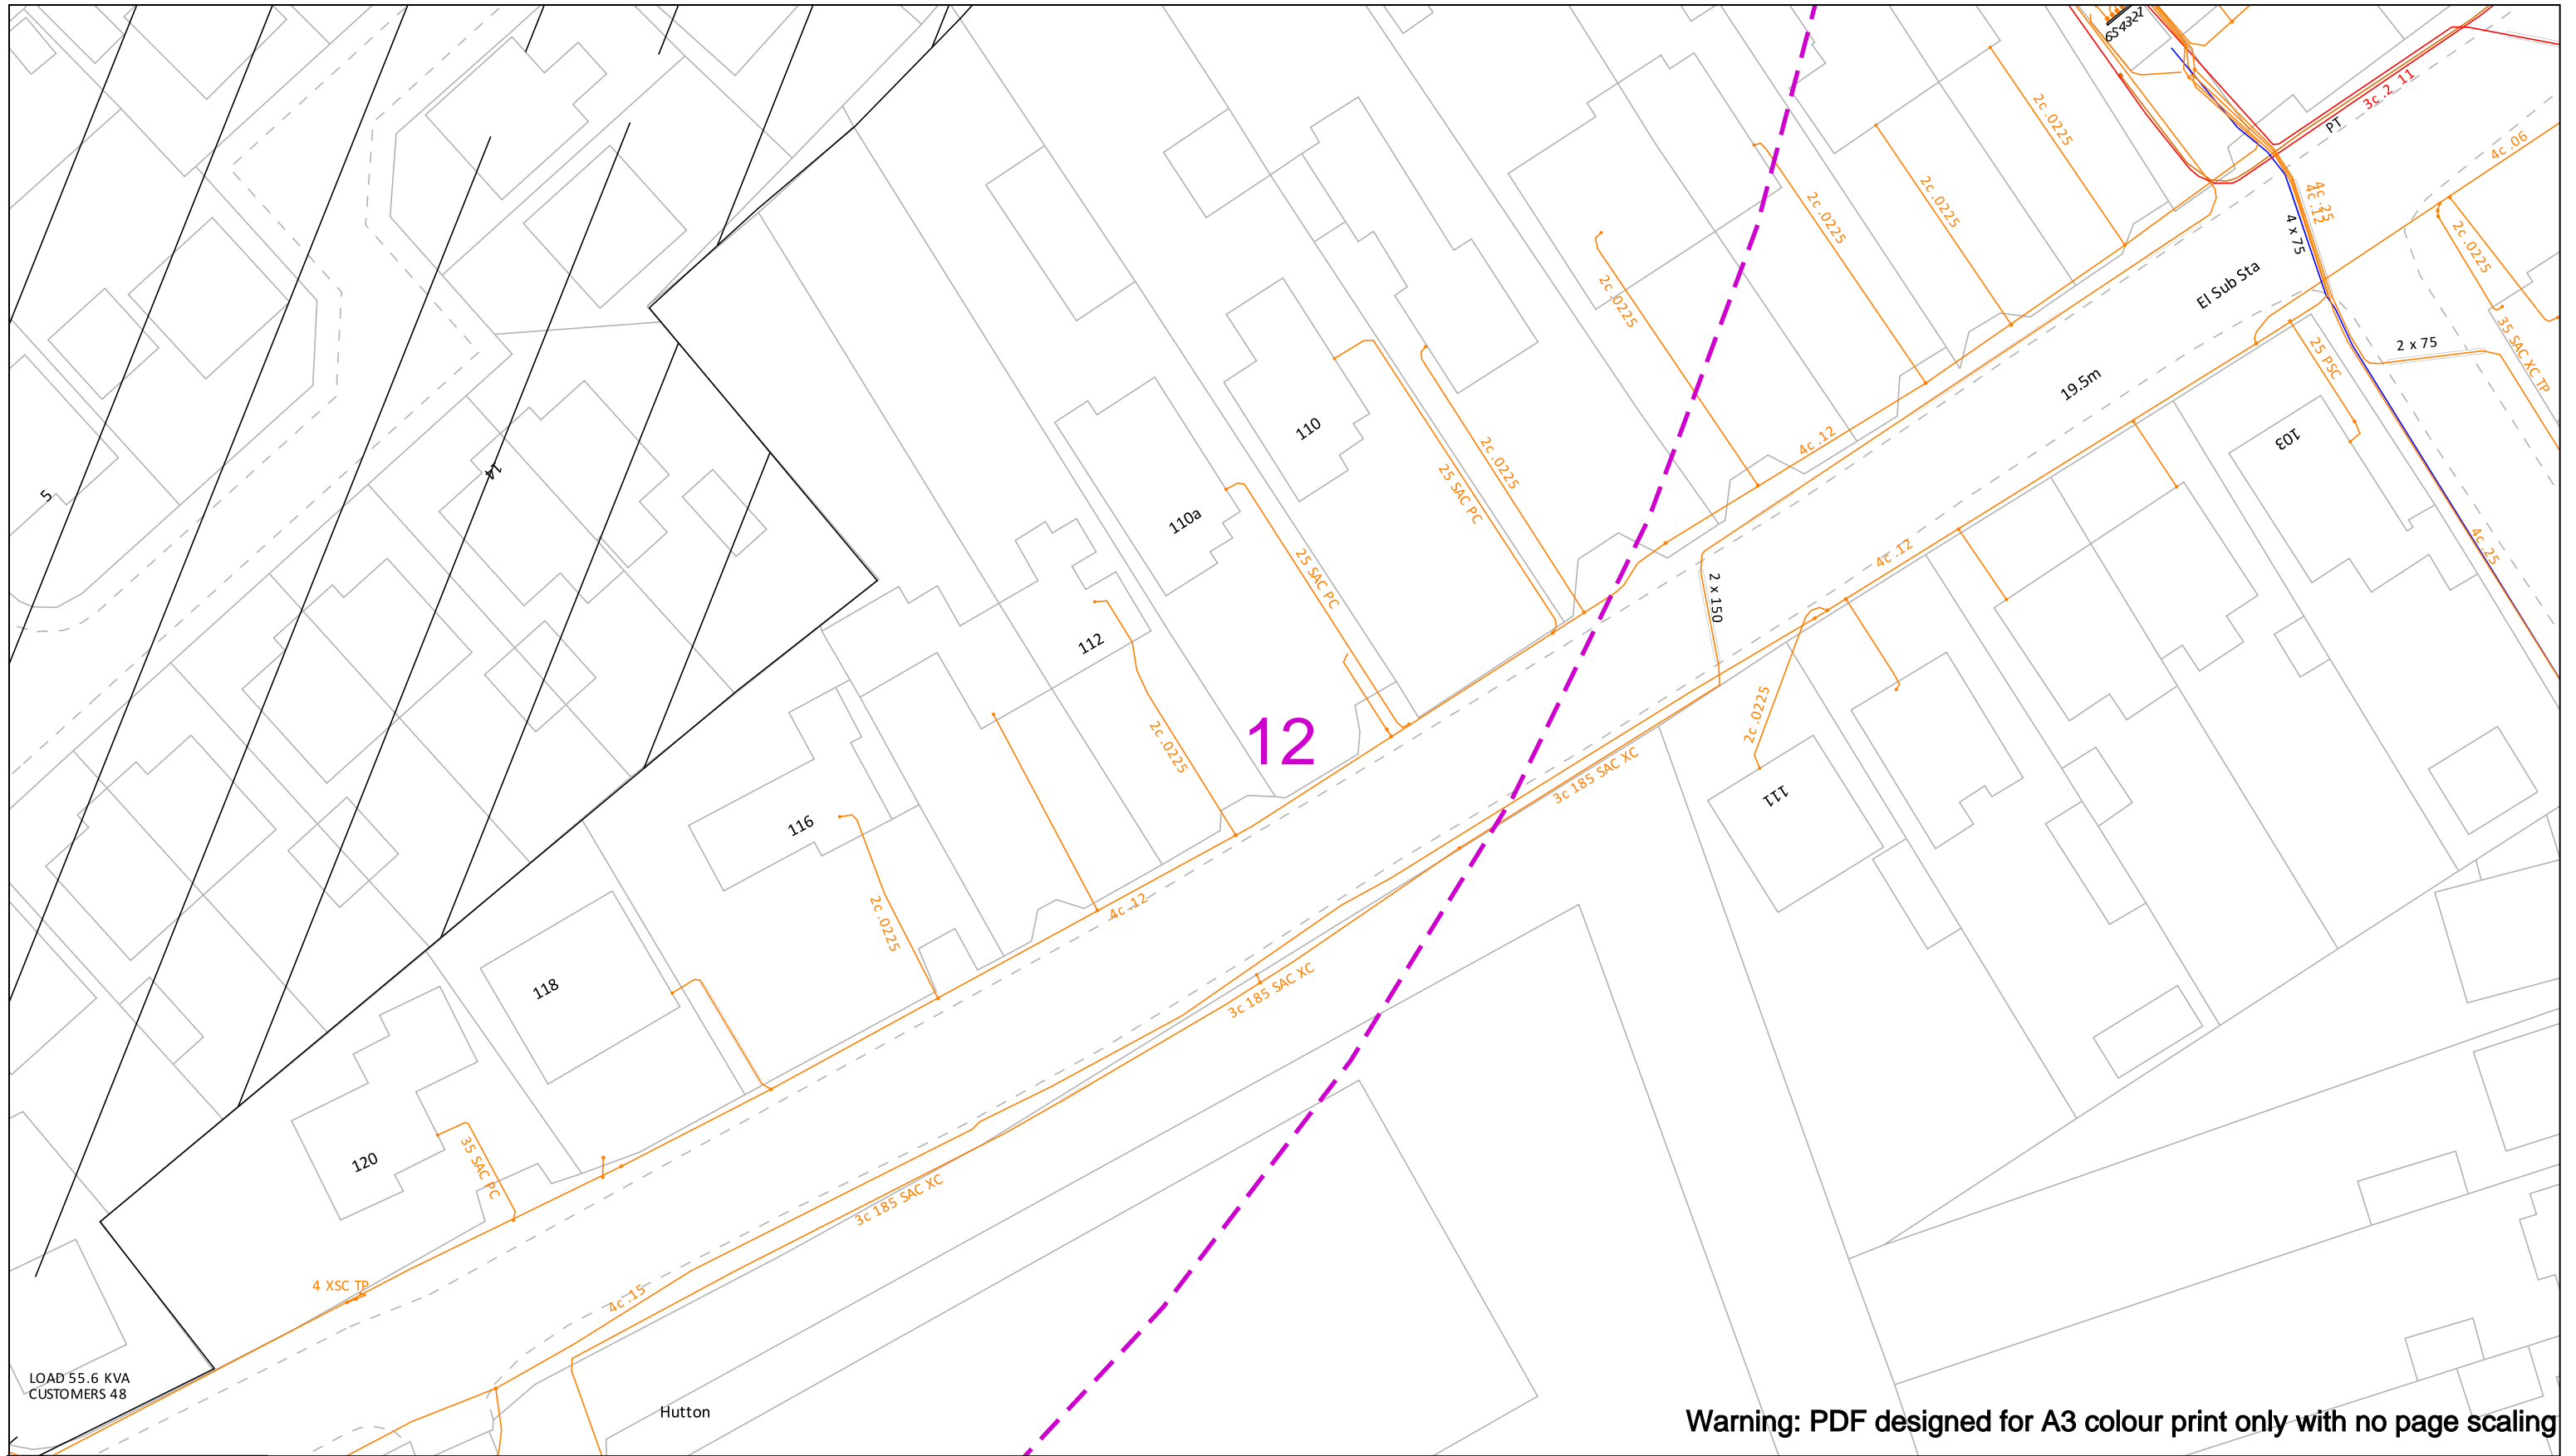 3c .2 11
PT
4c .06
2c .0225
2c .0225
2c .0225
2c .0225
4c .25
4c .12
4 x 75
2c .0225
El Sub Sta
35 SAC XC TP
2 x 75
25 PSC
19.5m
103
110
4c .12
2c .0225
25 SAC PC
14
5
110a
4c .25
4c .12
25 SAC PC
2 x 150
112
2c .0225
2c .0225
12
3c 185 SAC XC
111
116
2c .0225
4c .12
118
3c 185 SAC XC
120
35 SAC PC
3c 185 SAC XC
4 XSC TP
4c .15
LOAD 55.6 KVA
CUSTOMERS 48
Hutton
Warning: PDF designed for A3 colour print only with no page scaling